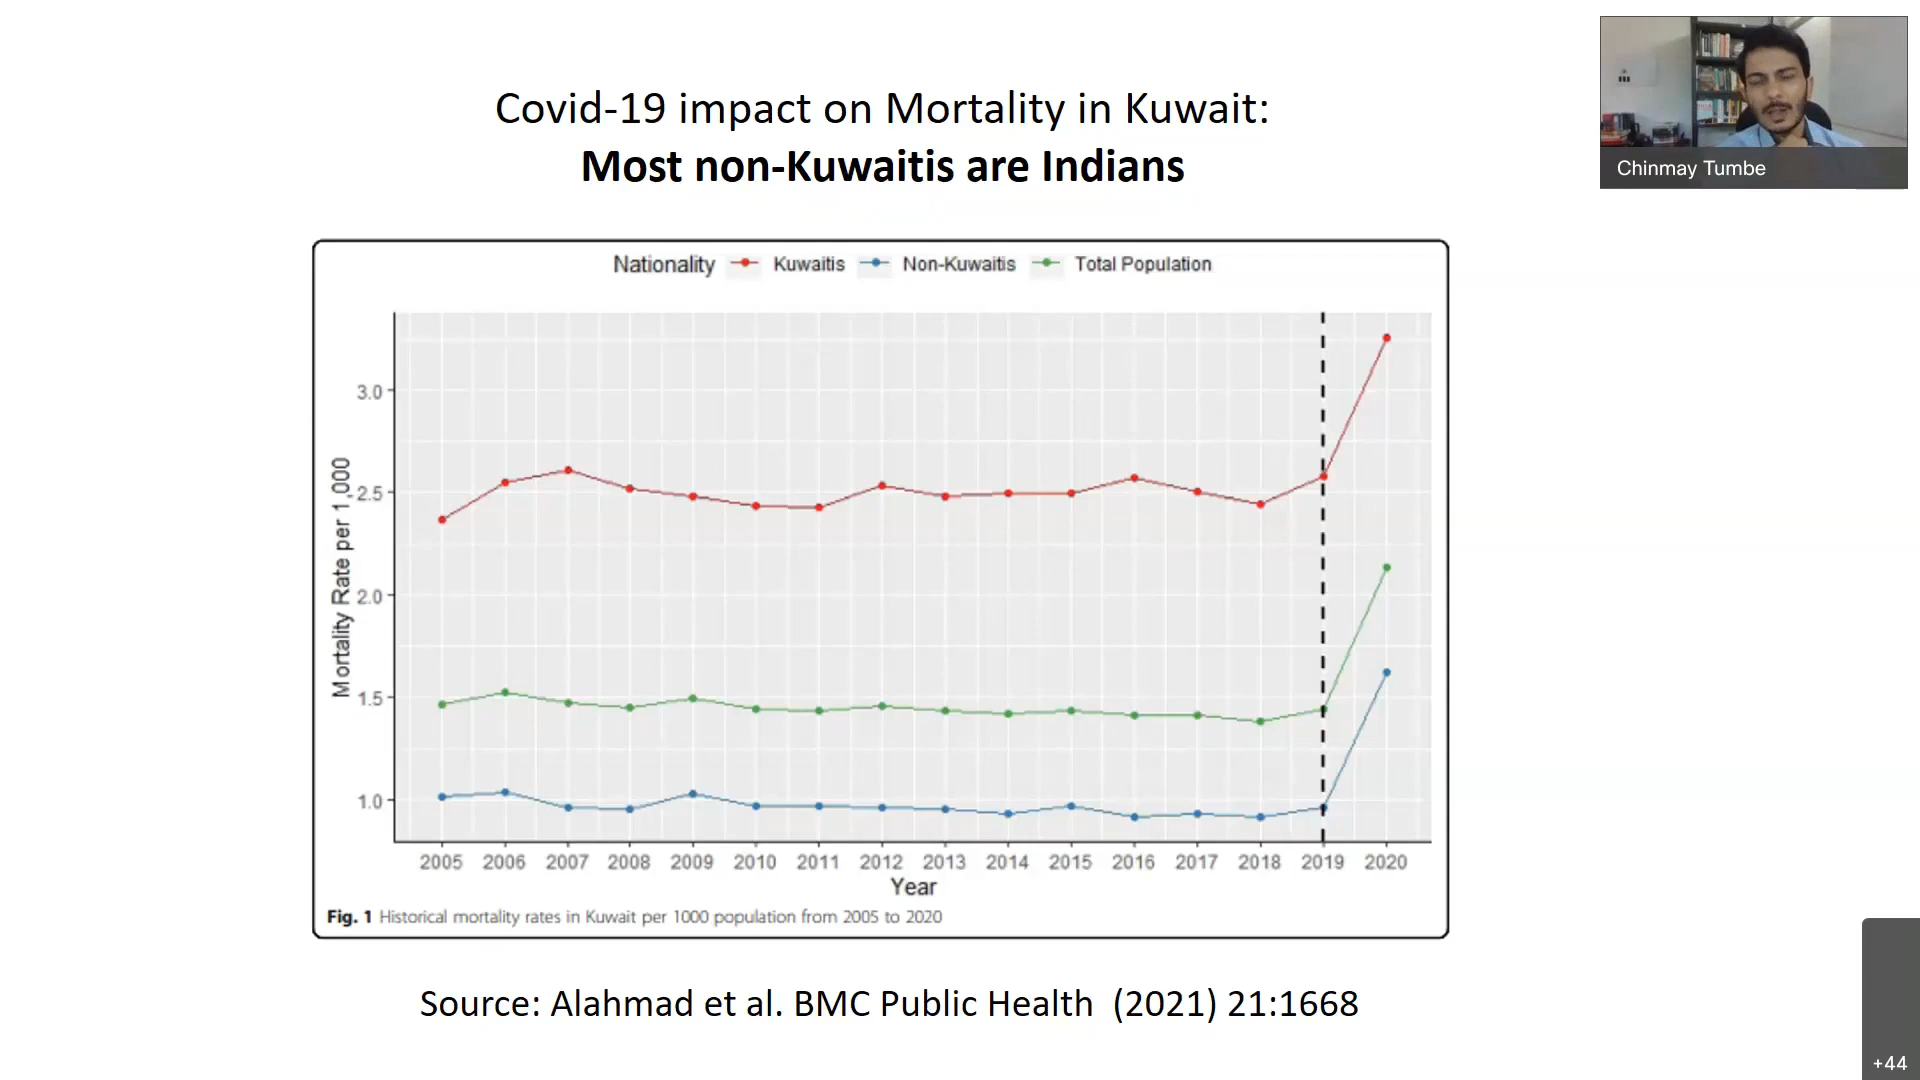 Covid-19 impact on Mortality in Kuwait:
Most non-Kuwaitis are Indians
Chinmay Tumbe
Nationality Kuwaitis Non-Kuwaitis Total Population
Mortality Rate per 1,000
3.0
2.5
2.0
1.5
1.0
2005 2006 2007 2008 2009 2010 2011 2012 2013 2014 2015 2016 2017 2018 2019 2020
Year
Fig. 1 Historical mortality rates in Kuwait per 1000 population from 2005 to 2020
Source: Alahmad et al. BMC Public Health (2021) 21:1668
+44